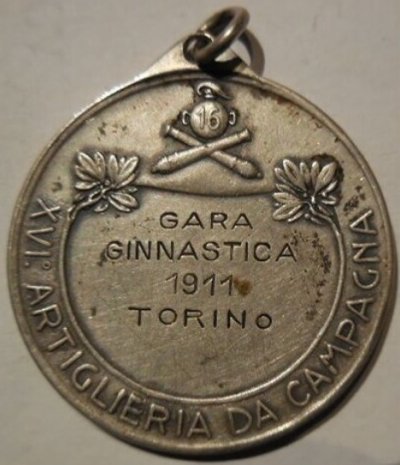 16
GARA
GINNASTICA
1911
TORINO
XVI° ARTIGLIERIA DA CAMPAGNA